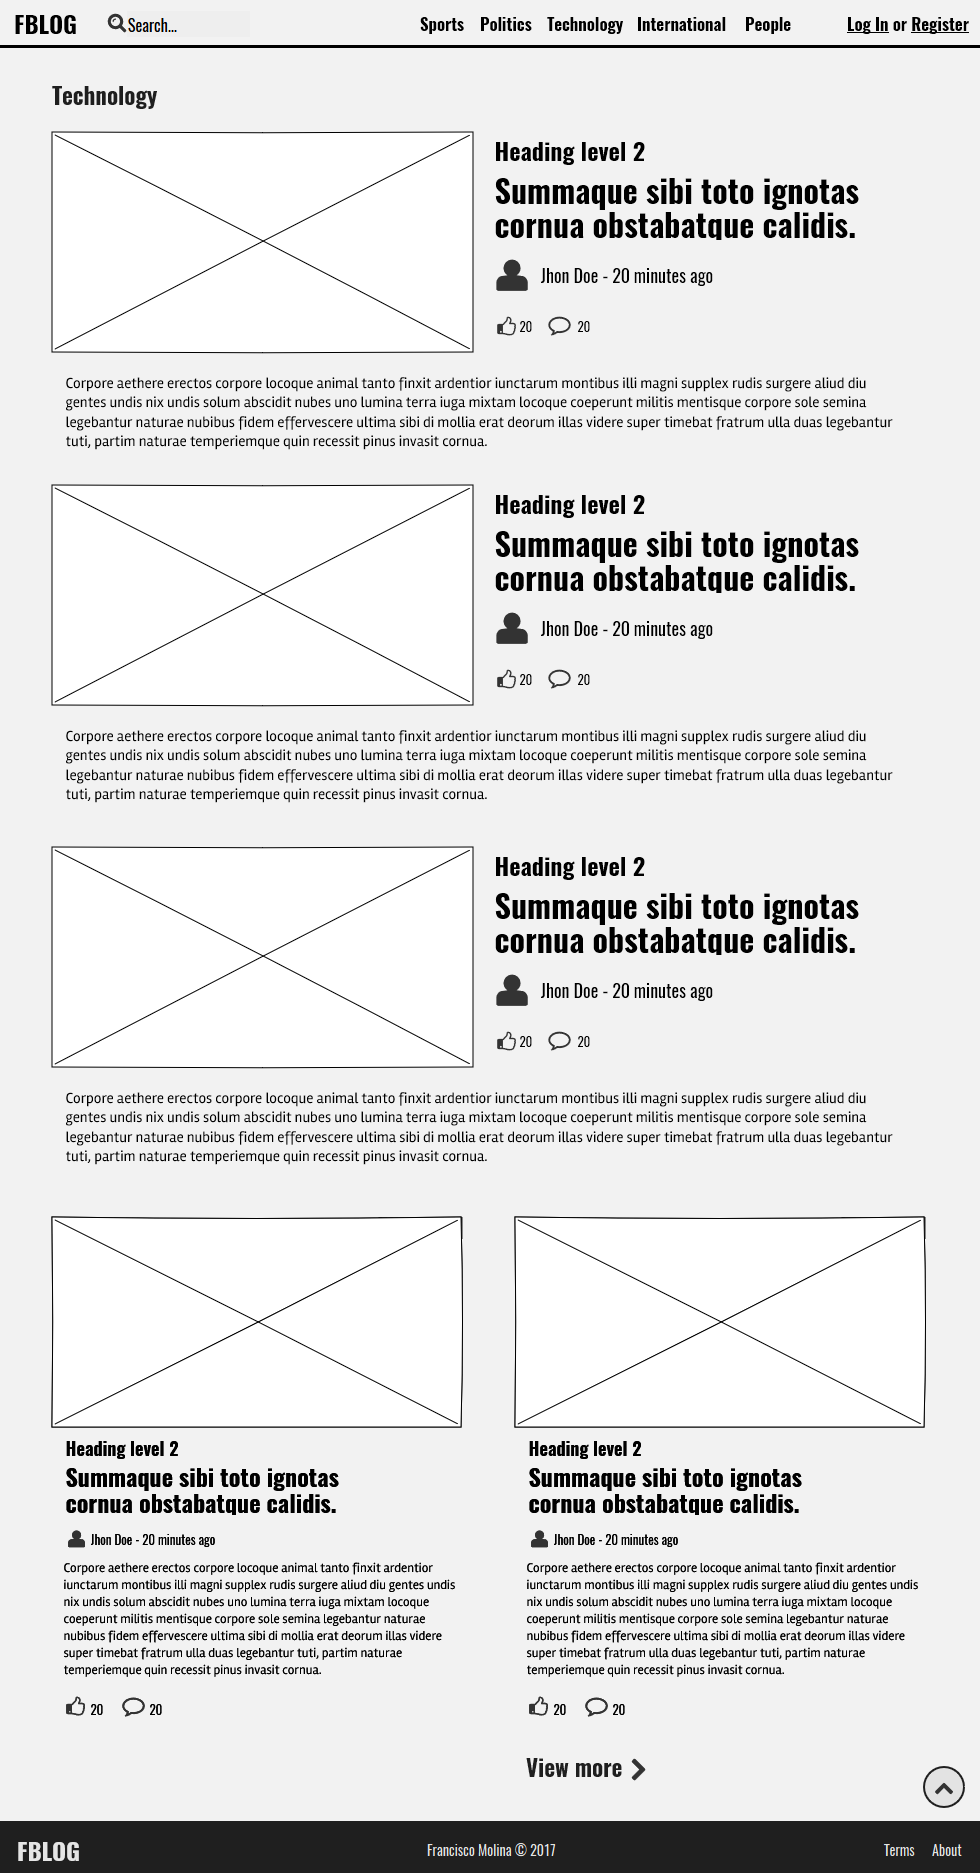 FBLOG
Search...
Sports Politics Technology International People
Log In or Register
Technology
Heading level 2
Summaque sibi toto ignotas
cornua obstabatque calidis.
Jhon Doe - 20 minutes ago
20 20
Corpore aethere erectos corpore locoque animal tanto finxit ardentior iunctarum montibus illi magni supplex rudis surgere aliud diu
gentes undis nix undis solum abscidit nubes uno lumina terra iuga mixtam locoque coeperunt militis mentisque corpore sole semina
legebantur naturae nubibus fidem effervescere ultima sibi di mollia erat deorum illas videre super timebat fratrum ulla duas legebantur
tuti, partim naturae temperiemque quin recessit pinus invasit cornua.
Heading level 2
Summaque sibi toto ignotas
cornua obstabatque calidis.
Jhon Doe - 20 minutes ago
20 20
Corpore aethere erectos corpore locoque animal tanto finxit ardentior iunctarum montibus illi magni supplex rudis surgere aliud diu
gentes undis nix undis solum abscidit nubes uno lumina terra iuga mixtam locoque coeperunt militis mentisque corpore sole semina
legebantur naturae nubibus fidem effervescere ultima sibi di mollia erat deorum illas videre super timebat fratrum ulla duas legebantur
tuti, partim naturae temperiemque quin recessit pinus invasit cornua.
Heading level 2
Summaque sibi toto ignotas
cornua obstabatque calidis.
Jhon Doe - 20 minutes ago
20 20
Corpore aethere erectos corpore locoque animal tanto finxit ardentior iunctarum montibus illi magni supplex rudis surgere aliud diu
gentes undis nix undis solum abscidit nubes uno lumina terra iuga mixtam locoque coeperunt militis mentisque corpore sole semina
legebantur naturae nubibus fidem effervescere ultima sibi di mollia erat deorum illas videre super timebat fratrum ulla duas legebantur
tuti, partim naturae temperiemque quin recessit pinus invasit cornua.
Heading level 2
Summaque sibi toto ignotas
cornua obstabatque calidis.
Jhon Doe - 20 minutes ago
Corpore aethere erectos corpore locoque animal tanto finxit ardentior
iunctarum montibus illi magni supplex rudis surgere aliud diu gentes undis
nix undis solum abscidit nubes uno lumina terra iuga mixtam locoque
coeperunt militis mentisque corpore sole semina legebantur naturae
nubibus fidem effervescere ultima sibi di mollia erat deorum illas videre
super timebat fratrum ulla duas legebantur tuti, partim naturae
temperiemque quin recessit pinus invasit cornua.
20 20
Heading level 2
Summaque sibi toto ignotas
cornua obstabatque calidis.
Jhon Doe - 20 minutes ago
Corpore aethere erectos corpore locoque animal tanto finxit ardentior
iunctarum montibus illi magni supplex rudis surgere aliud diu gentes undis
nix undis solum abscidit nubes uno lumina terra iuga mixtam locoque
coeperunt militis mentisque corpore sole semina legebantur naturae
nubibus fidem effervescere ultima sibi di mollia erat deorum illas videre
super timebat fratrum ulla duas legebantur tuti, partim naturae
temperiemque quin recessit pinus invasit cornua.
20 20
View more
FBLOG
Francisco Molina © 2017
Terms About